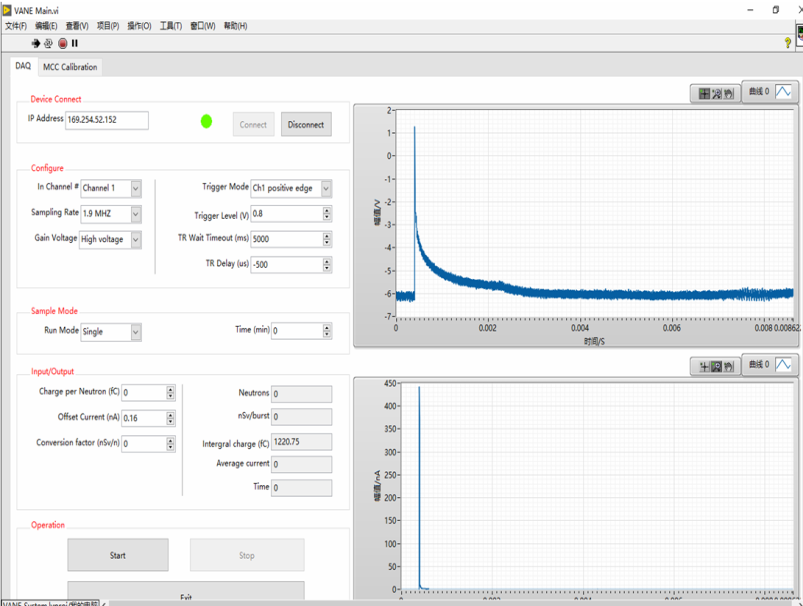 VANE Main.vi
文件(F) 编辑(E) 查看(V) 项目(P) 操作(O) 工具(T) 窗口(W) 帮助(H)
DAQ MCC Calibration
Device Connect
IP Address 169.254.52.152 Connect Disconnect
Configure
In Channel # Channel 1 Trigger Mode Ch1 positive edge
Sampling Rate 1.9 MHZ Trigger Level (V) 0.8
Gain Voltage High voltage TR Wait Timeout (ms) 5000
TR Delay (us) -500
Sample Mode
Run Mode Single Time (min) 0
Input/Output
Charge per Neutron (fC) 0 Neutrons 0
Offset Current (nA) 0.16 nSv/burst 0
Conversion factor (nSv/n) 0 Intergral charge (fC) 1220.75
Average current 0
Time 0
Operation
Start Stop
Exit
曲线 0
幅值/V
2
1
0
-1
-2
-3
-4
-5
-6
-7
0 0.002 0.004 0.006 0.008 0.00862
时间/S
曲线 0
幅值/nA
450
400
350
300
250
200
150
100
50
0